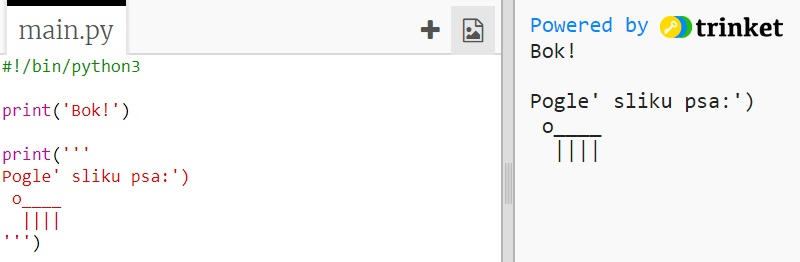 main.py
#!/bin/python3

print('Bok!')

print('''
Pogle' sliku psa:')
 o____
  ||||
''')
Powered by trinket
Bok!

Pogle' sliku psa:')
 o____
  ||||